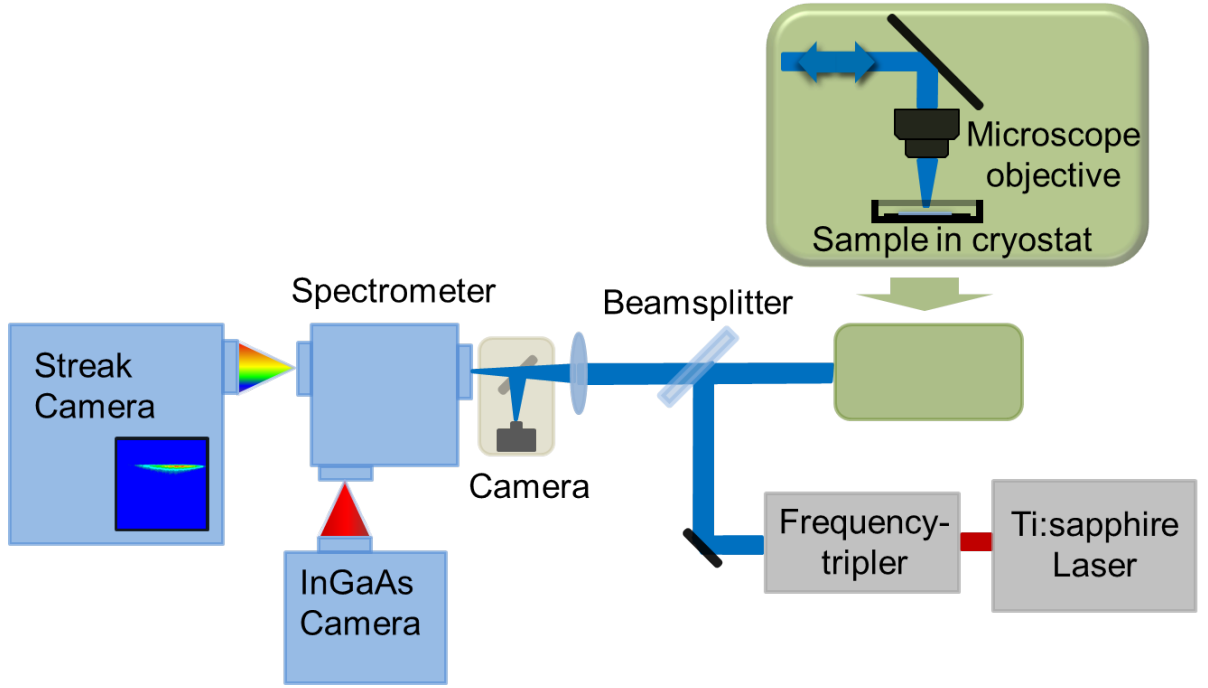 Microscope
objective
Sample in cryostat
Spectrometer
Beamsplitter
Streak
Camera
Camera
Frequency-
tripler
Ti:sapphire
Laser
InGaAs
Camera